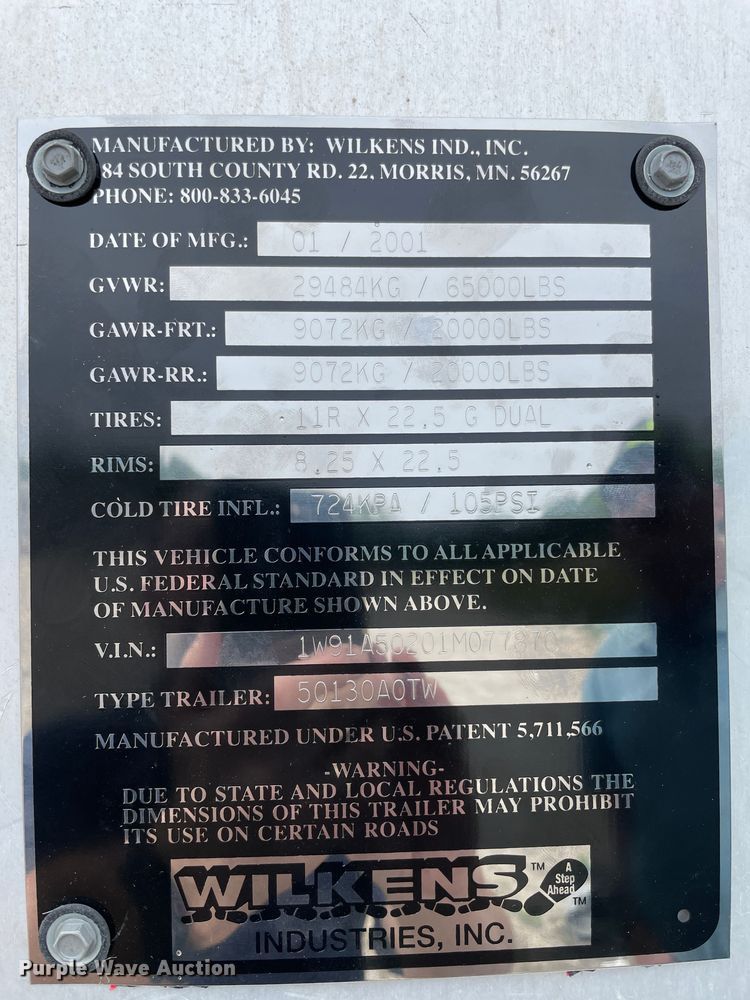 MANUFACTURED BY: WILKENS IND., INC.
84 SOUTH COUNTY RD. 22, MORRIS, MN. 56267
PHONE: 800-833-6045
DATE OF MFG.: 01 / 2001
GVWR: 29484KG / 65000LBS
GAWR-FRT.: 9072KG / 20000LBS
GAWR-RR.: 9072KG / 20000LBS
TIRES: 11R X 22.5 G DUAL
RIMS: 8.25 X 22.5
COLD TIRE INFL.: 724KPA / 105PSI
THIS VEHICLE CONFORMS TO ALL APPLICABLE
U.S. FEDERAL STANDARD IN EFFECT ON DATE
OF MANUFACTURE SHOWN ABOVE.
V.I.N.: 1W91A50201M077870
TYPE TRAILER: 50130A0TW
MANUFACTURED UNDER U.S. PATENT 5,711,566
-WARNING-
DUE TO STATE AND LOCAL REGULATIONS THE
DIMENSIONS OF THIS TRAILER MAY PROHIBIT
ITS USE ON CERTAIN ROADS
WILKENS™ A Step Ahead™
INDUSTRIES, INC.
Purple Wave Auction